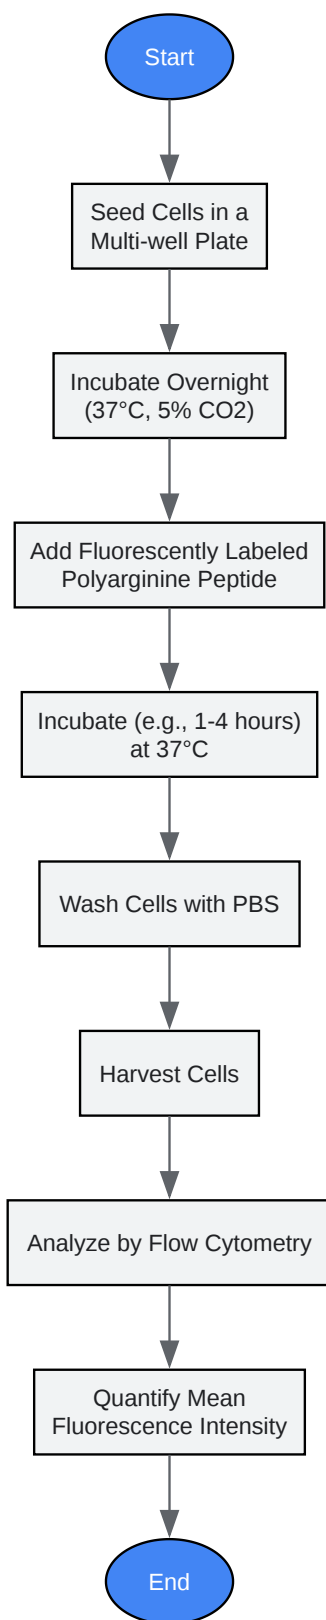 Start
Seed Cells in a
Multi-well Plate
Incubate Overnight
(37°C, 5% CO2)
Add Fluorescently Labeled
Polyarginine Peptide
Incubate (e.g., 1-4 hours)
at 37°C
Wash Cells with PBS
Harvest Cells
Analyze by Flow Cytometry
Quantify Mean
Fluorescence Intensity
End